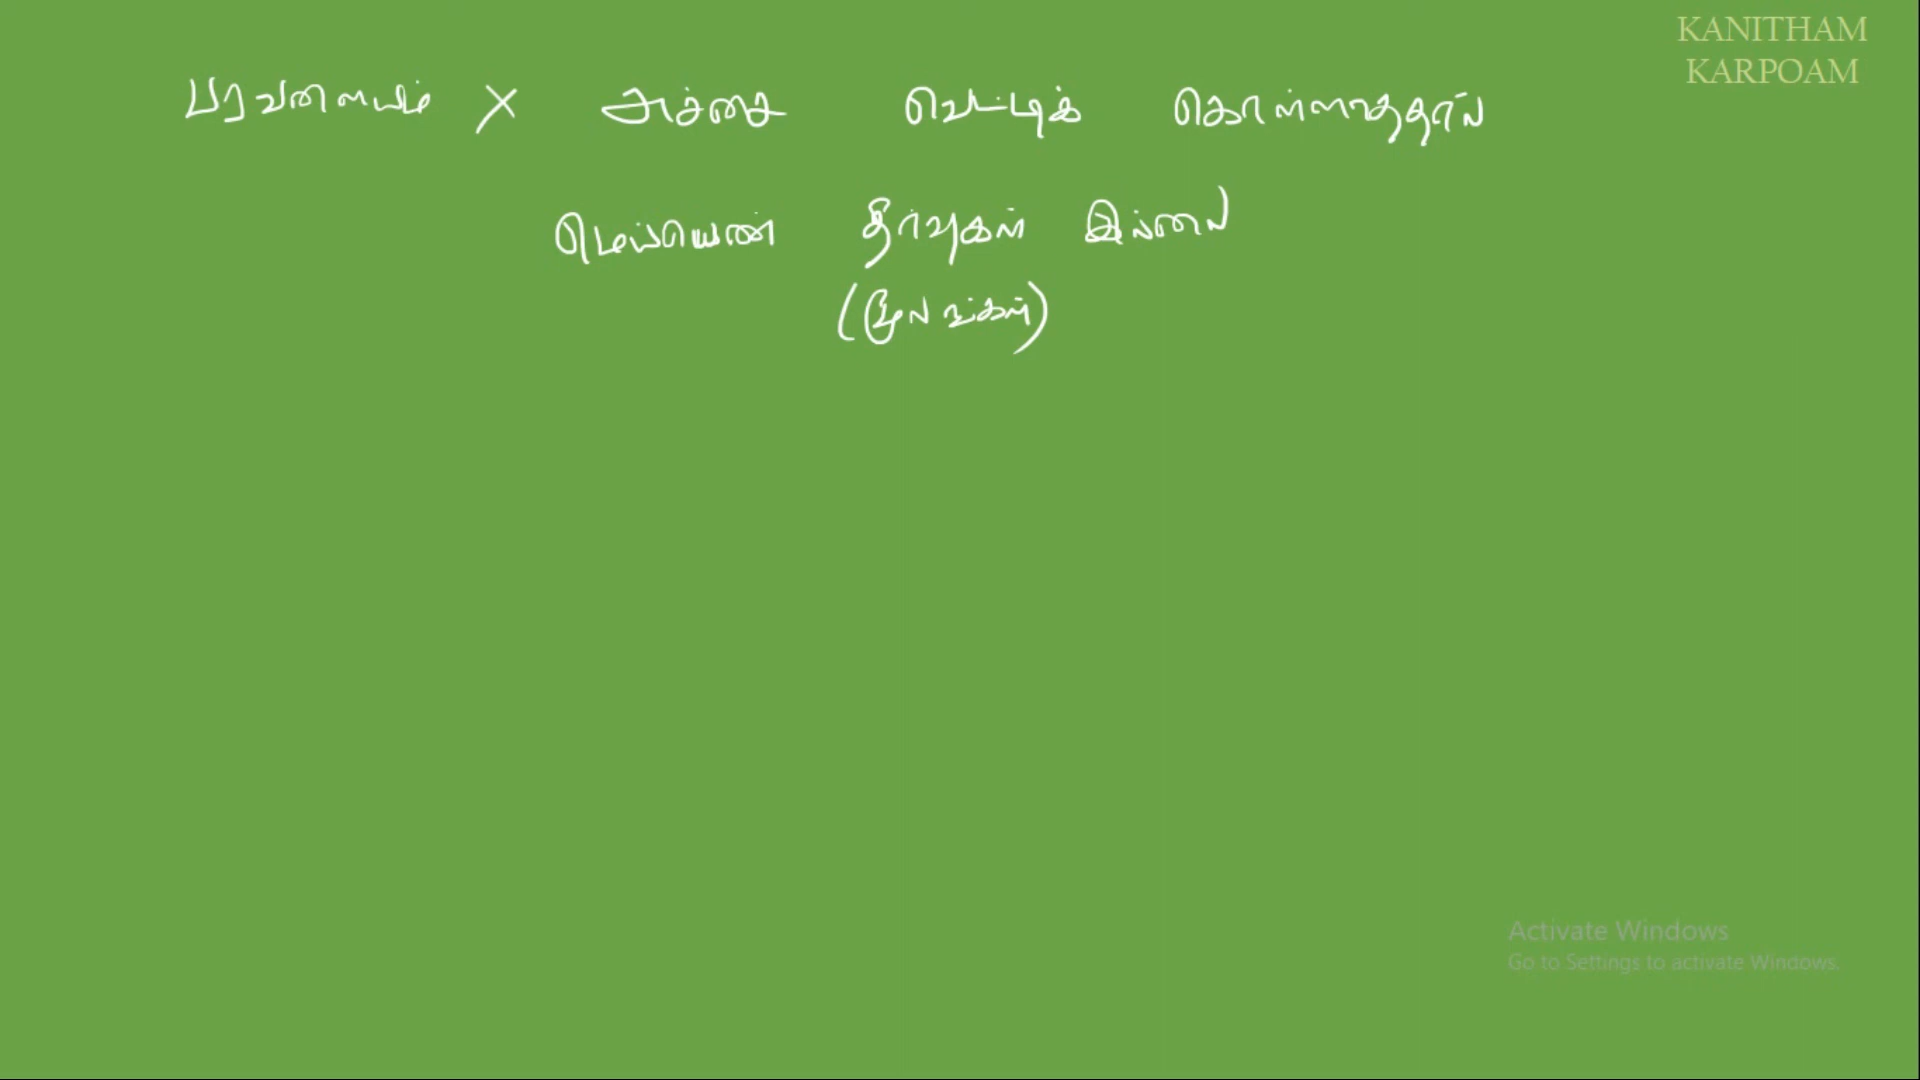 KANITHAM
KARPOAM
பரவளையம் X அச்சை வெட்டிக் கொள்ளாததால்
மெய்யெண் தீர்வுகள் இல்லை
(மூலங்கள்)
Activate Windows
Go to Settings to activate Windows.